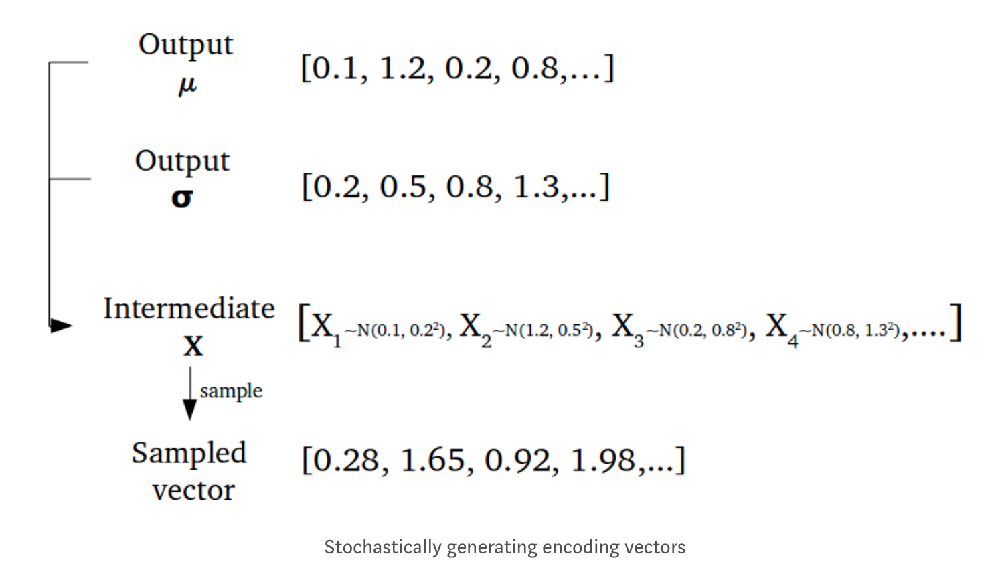 Output
μ
[0.1, 1.2, 0.2, 0.8,...]
Output
σ
[0.2, 0.5, 0.8, 1.3,...]
Intermediate
X
[X₁~N(0.1, 0.2²), X₂~N(1.2, 0.5²), X₃~N(0.2, 0.8²), X₄~N(0.8, 1.3²),....]
sample
Sampled
vector
[0.28, 1.65, 0.92, 1.98,...]
Stochastically generating encoding vectors